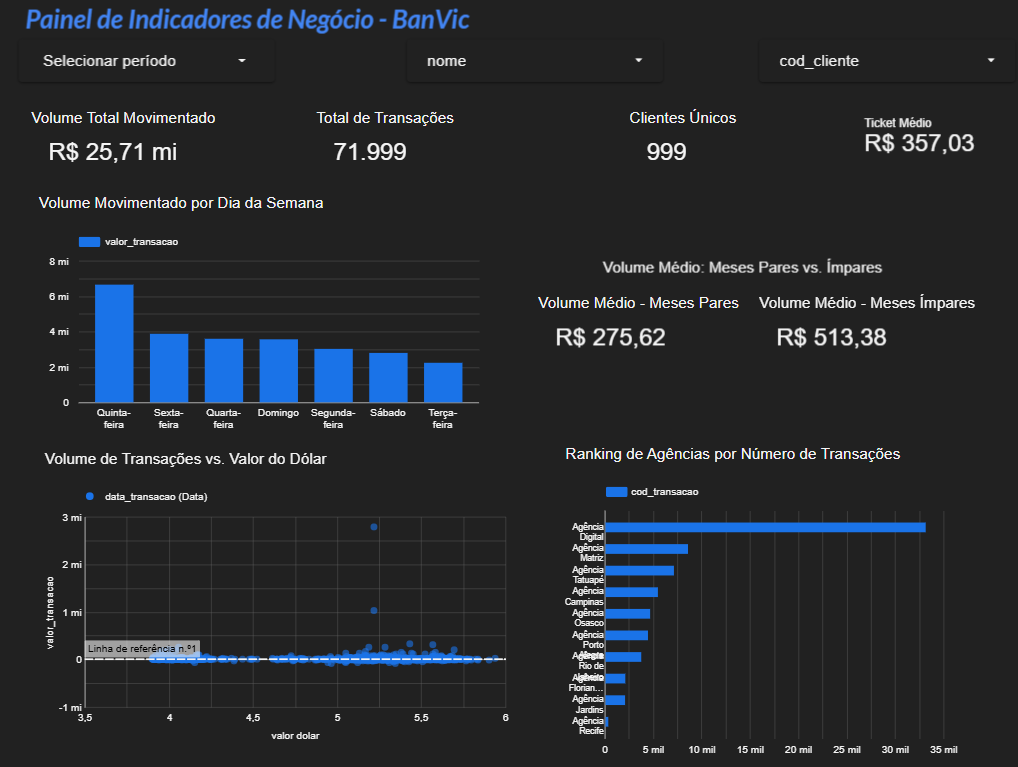 Painel de Indicadores de Negócio - BanVic
Selecionar período
nome
cod_cliente
Volume Total Movimentado
R$ 25,71 mi
Total de Transações
71.999
Clientes Únicos
999
Ticket Médio
R$ 357,03
Volume Movimentado por Dia da Semana
valor_transacao
8 mi
6 mi
4 mi
2 mi
0
Quinta-
feira
Sexta-
feira
Quarta-
feira
Domingo
Segunda-
feira
Sábado
Terça-
feira
Volume Médio: Meses Pares vs. Ímpares
Volume Médio - Meses Pares
R$ 275,62
Volume Médio - Meses Ímpares
R$ 513,38
Volume de Transações vs. Valor do Dólar
data_transacao (Data)
valor_transacao
3 mi
2 mi
1 mi
Linha de referência n.º1
0
-1 mi
3,5
4
4,5
5
5,5
6
valor dolar
Ranking de Agências por Número de Transações
cod_transacao
Agência
Digital
Agência
Matriz
Agência
Tatuapé
Agência
Campinas
Agência
Osasco
Agência
Porto
Rio de
Florian...
Agência
Jardins
Agência
Recife
0
5 mil
10 mil
15 mil
20 mil
25 mil
30 mil
35 mil